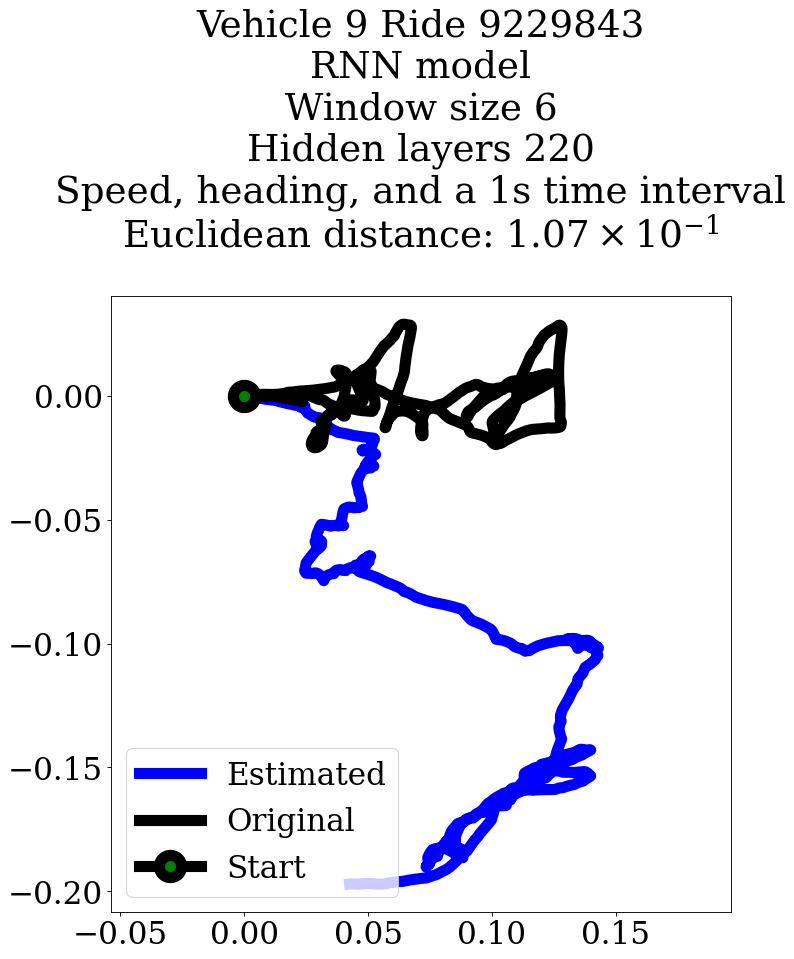 Vehicle 9 Ride 9229843
RNN model
Window size 6
Hidden layers 220
Speed, heading, and a 1s time interval
Euclidean distance: 1.07 × 10⁻¹
0.00
−0.05
−0.10
−0.15
−0.20
Estimated
Original
Start
−0.05 0.00 0.05 0.10 0.15